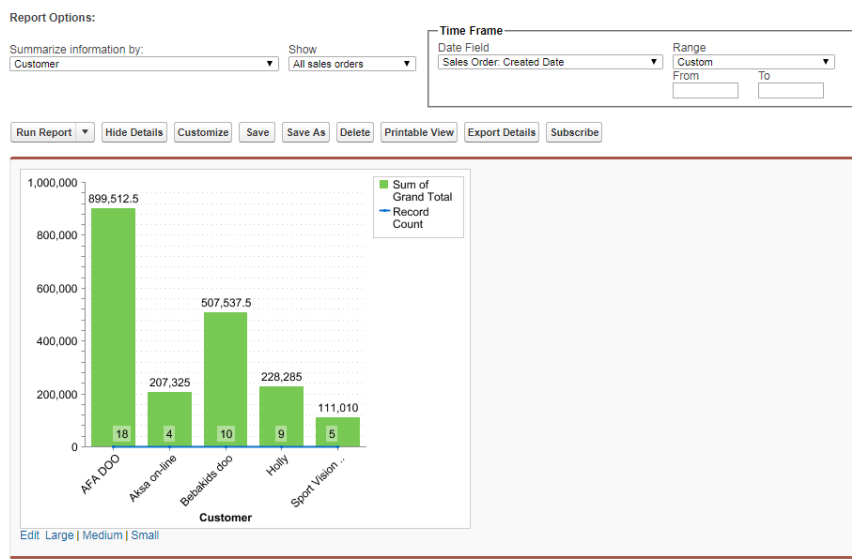 Report Options:
Time Frame
Summarize information by:
Show
Date Field
Range
Customer
All sales orders
Sales Order: Created Date
Custom
From
To
Run Report
Hide Details
Customize
Save
Save As
Delete
Printable View
Export Details
Subscribe
1,000,000
800,000
600,000
400,000
200,000
0
899,512.5
207,325
507,537.5
228,285
111,010
18
4
10
9
5
AFA DOO
Aksa on-line
Bebakids doo
Holly
Sport Vision ..
Customer
Sum of
Grand Total
Record
Count
Edit Large | Medium | Small